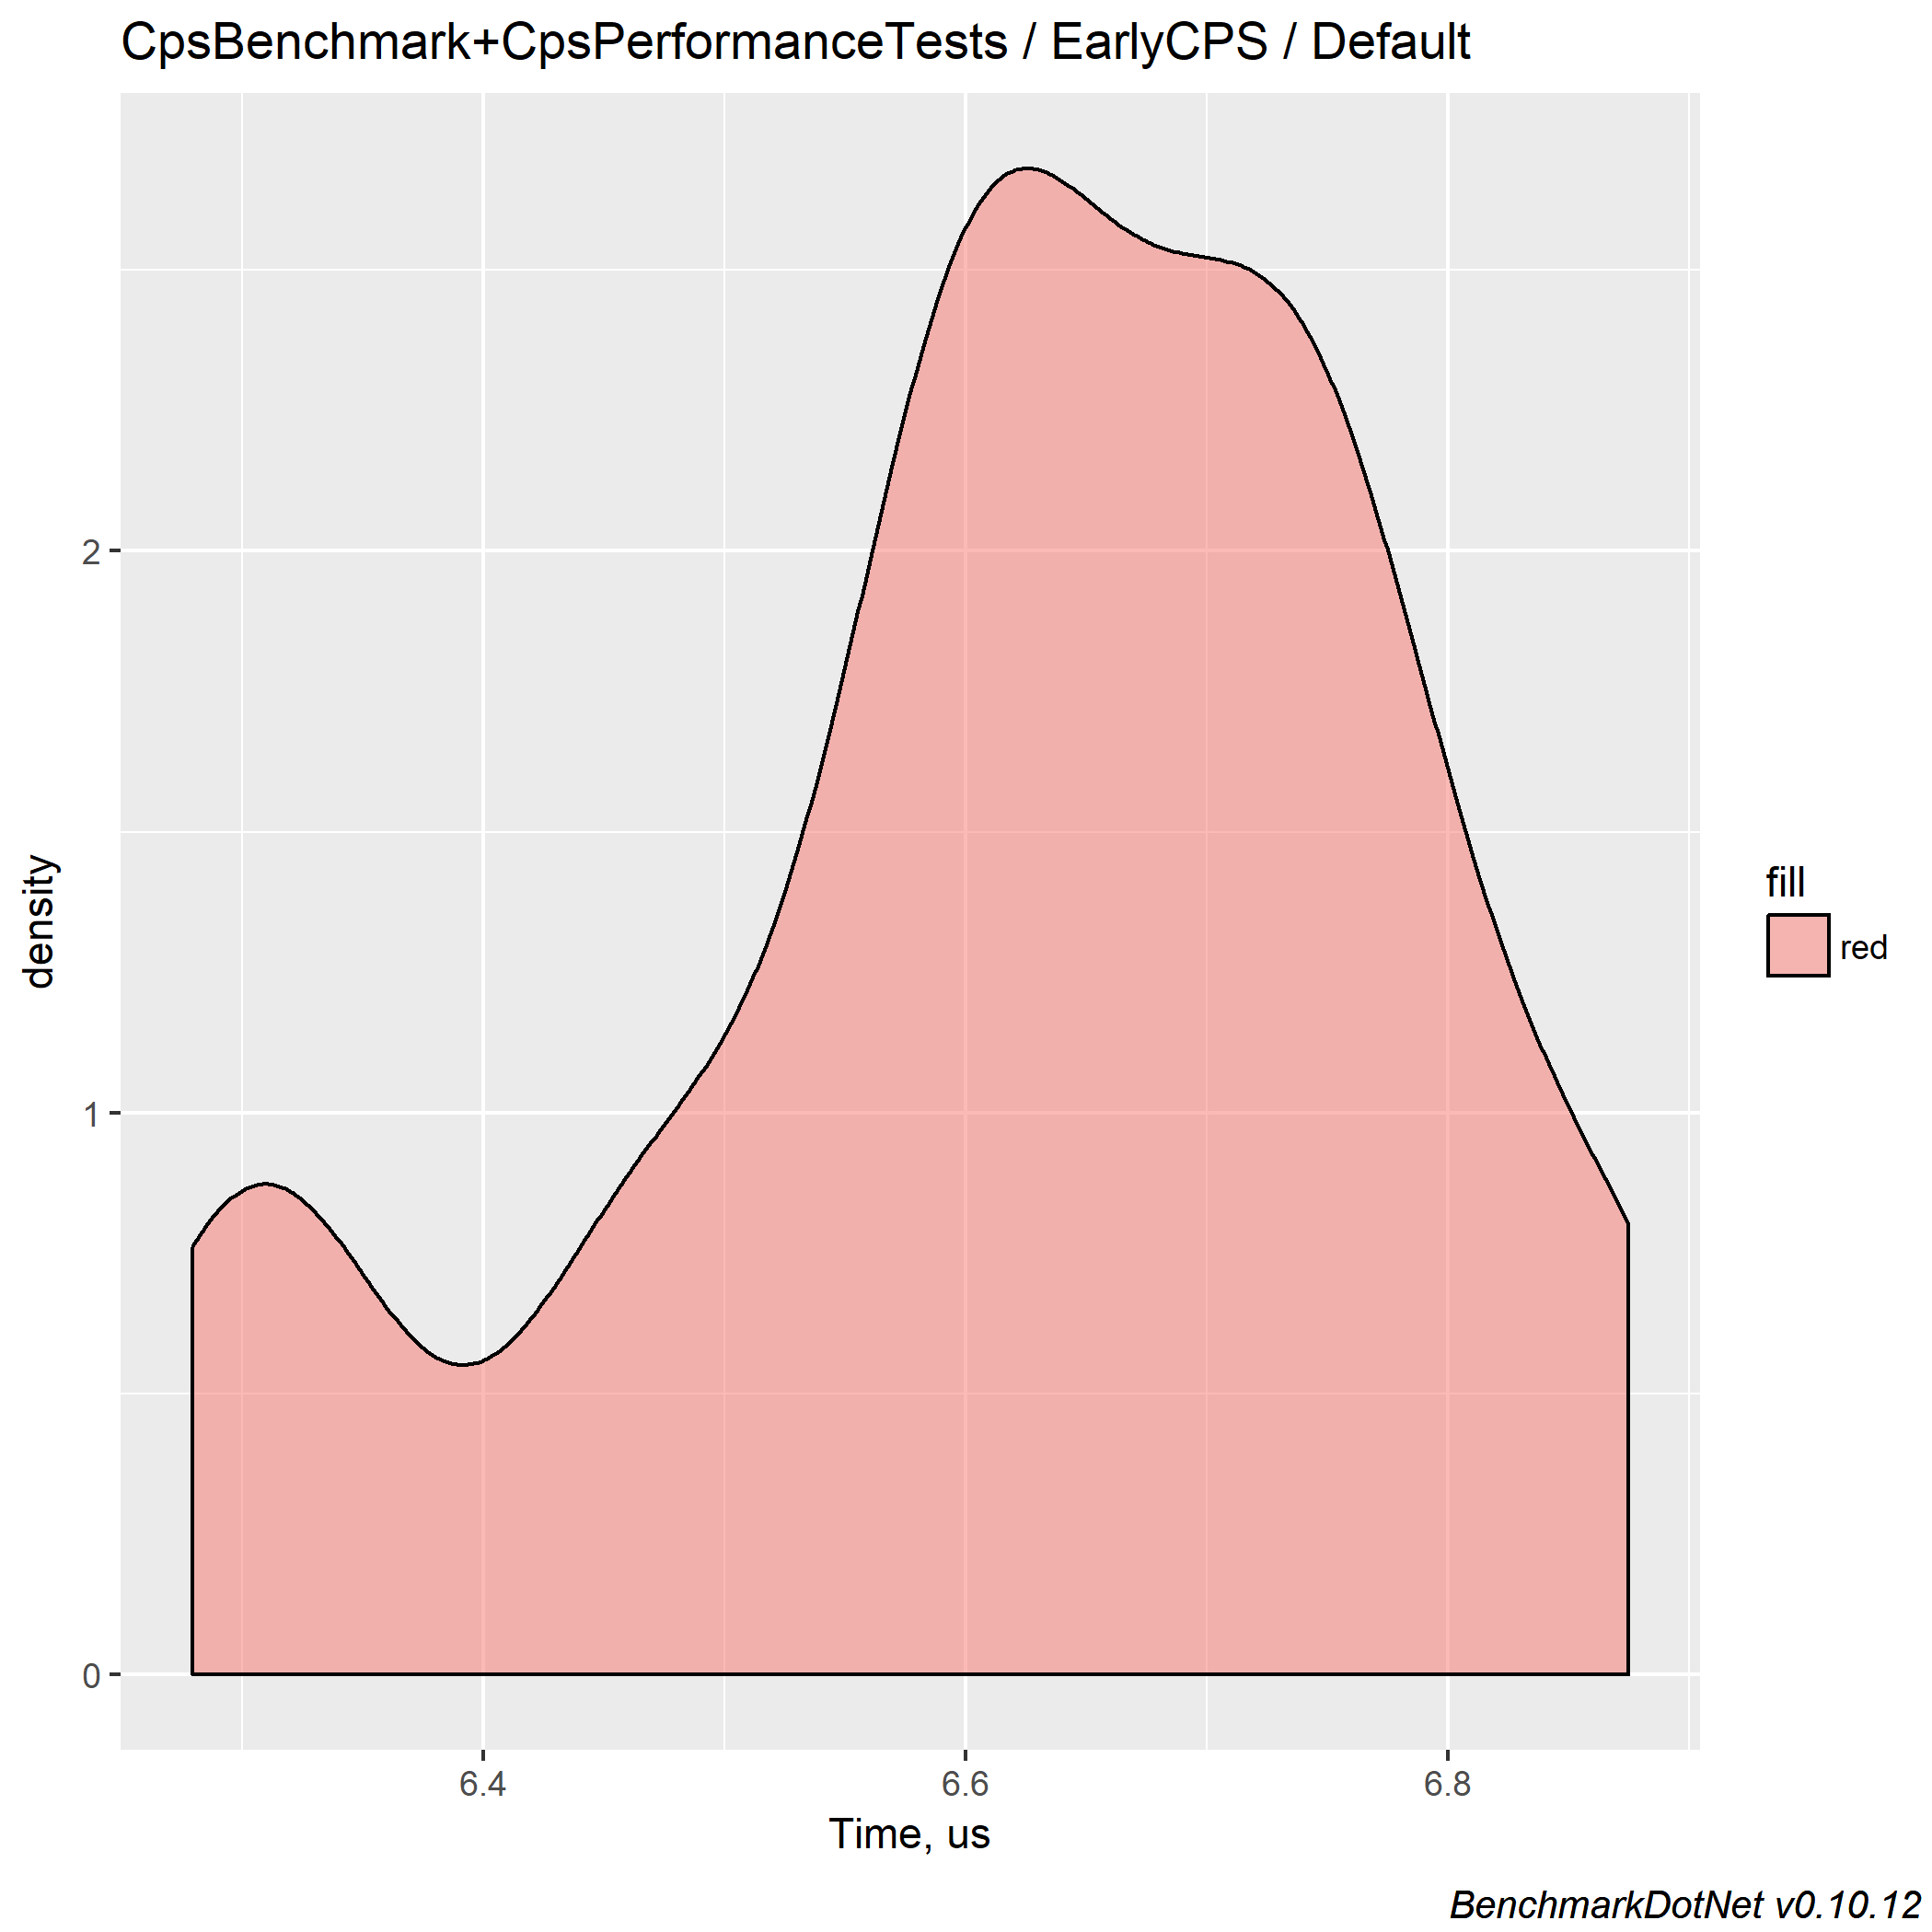 CpsBenchmark+CpsPerformanceTests / EarlyCPS / Default
density
2
1
0
6.4 6.6 6.8
Time, us
fill
red
BenchmarkDotNet v0.10.12